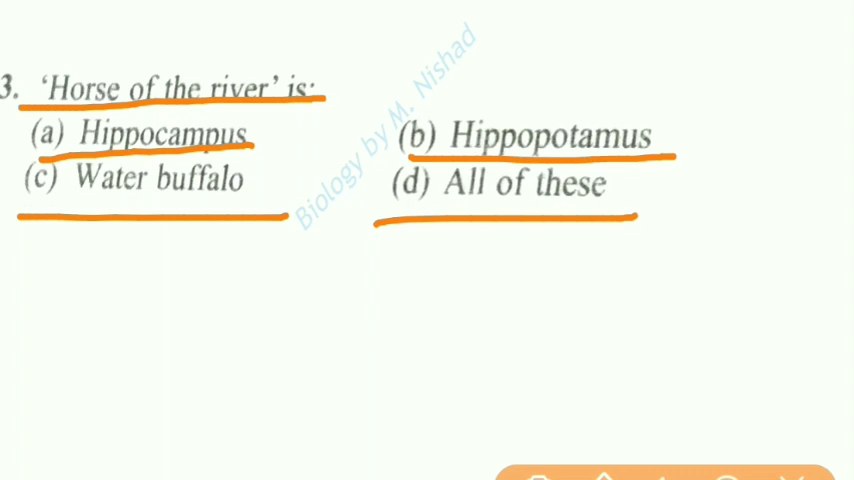 3. ‘Horse of the river’ is:
(a) Hippocampus (b) Hippopotamus
(c) Water buffalo (d) All of these
Biology by M. Nishad